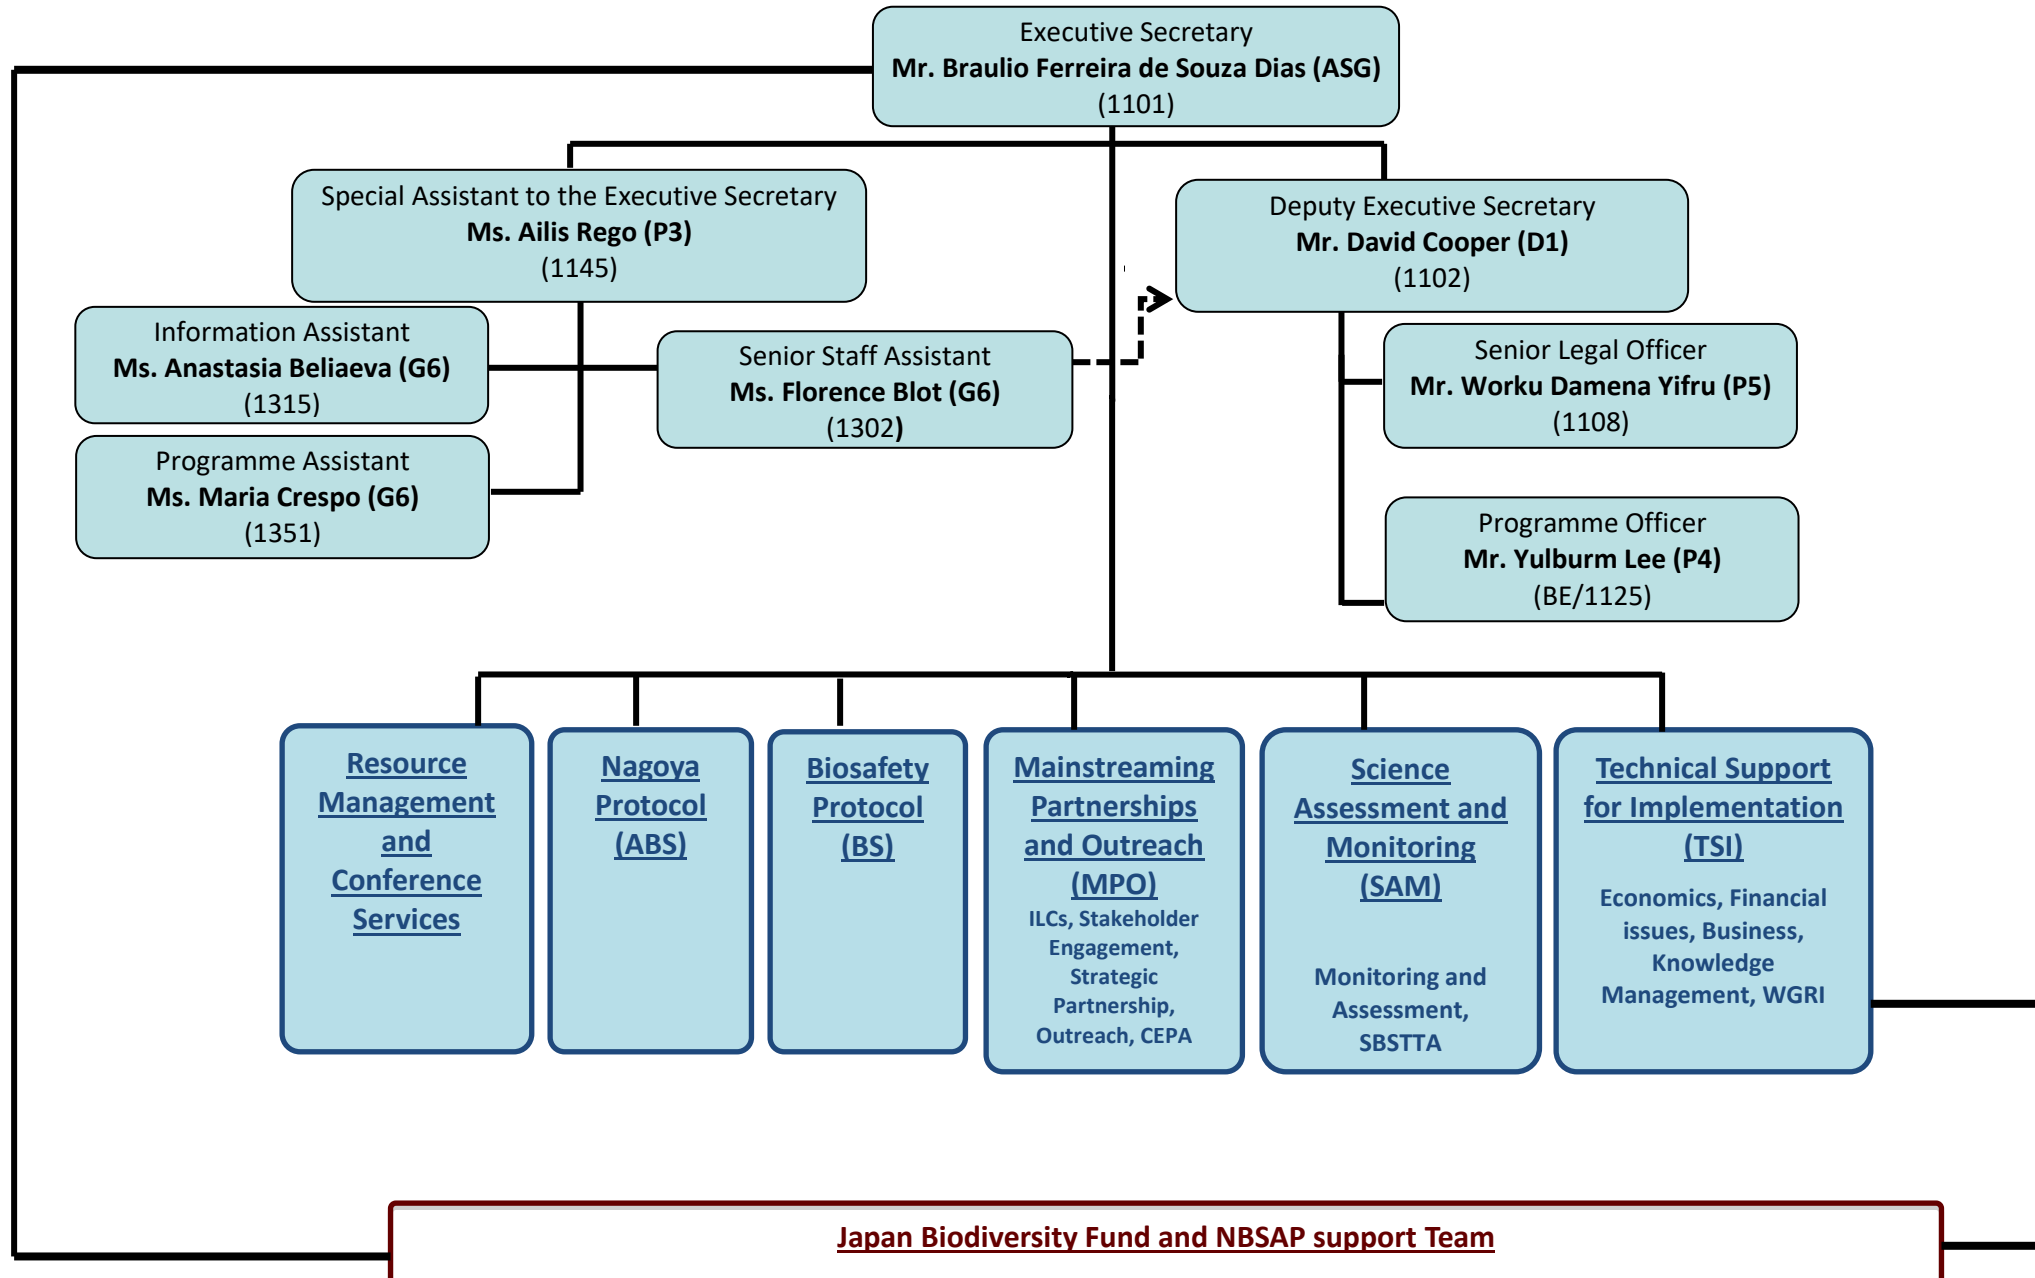 Executive Secretary
Mr. Braulio Ferreira de Souza Dias (ASG)
(1101)
Special Assistant to the Executive Secretary
Ms. Ailis Rego (P3)
(1145)
Deputy Executive Secretary
Mr. David Cooper (D1)
(1102)
Information Assistant
Ms. Anastasia Beliaeva (G6)
(1315)
Senior Staff Assistant
Ms. Florence Blot (G6)
(1302)
Senior Legal Officer
Mr. Worku Damena Yifru (P5)
(1108)
Programme Assistant
Ms. Maria Crespo (G6)
(1351)
Programme Officer
Mr. Yulburm Lee (P4)
(BE/1125)
Resource
Management
and
Conference
Services
Nagoya
Protocol
(ABS)
Biosafety
Protocol
(BS)
Mainstreaming
Partnerships
and Outreach
(MPO)
ILCs, Stakeholder
Engagement,
Strategic
Partnership,
Outreach, CEPA
Science
Assessment and
Monitoring
(SAM)
Monitoring and
Assessment,
SBSTTA
Technical Support
for Implementation
(TSI)
Economics, Financial
issues, Business,
Knowledge
Management, WGRI
Japan Biodiversity Fund and NBSAP support Team